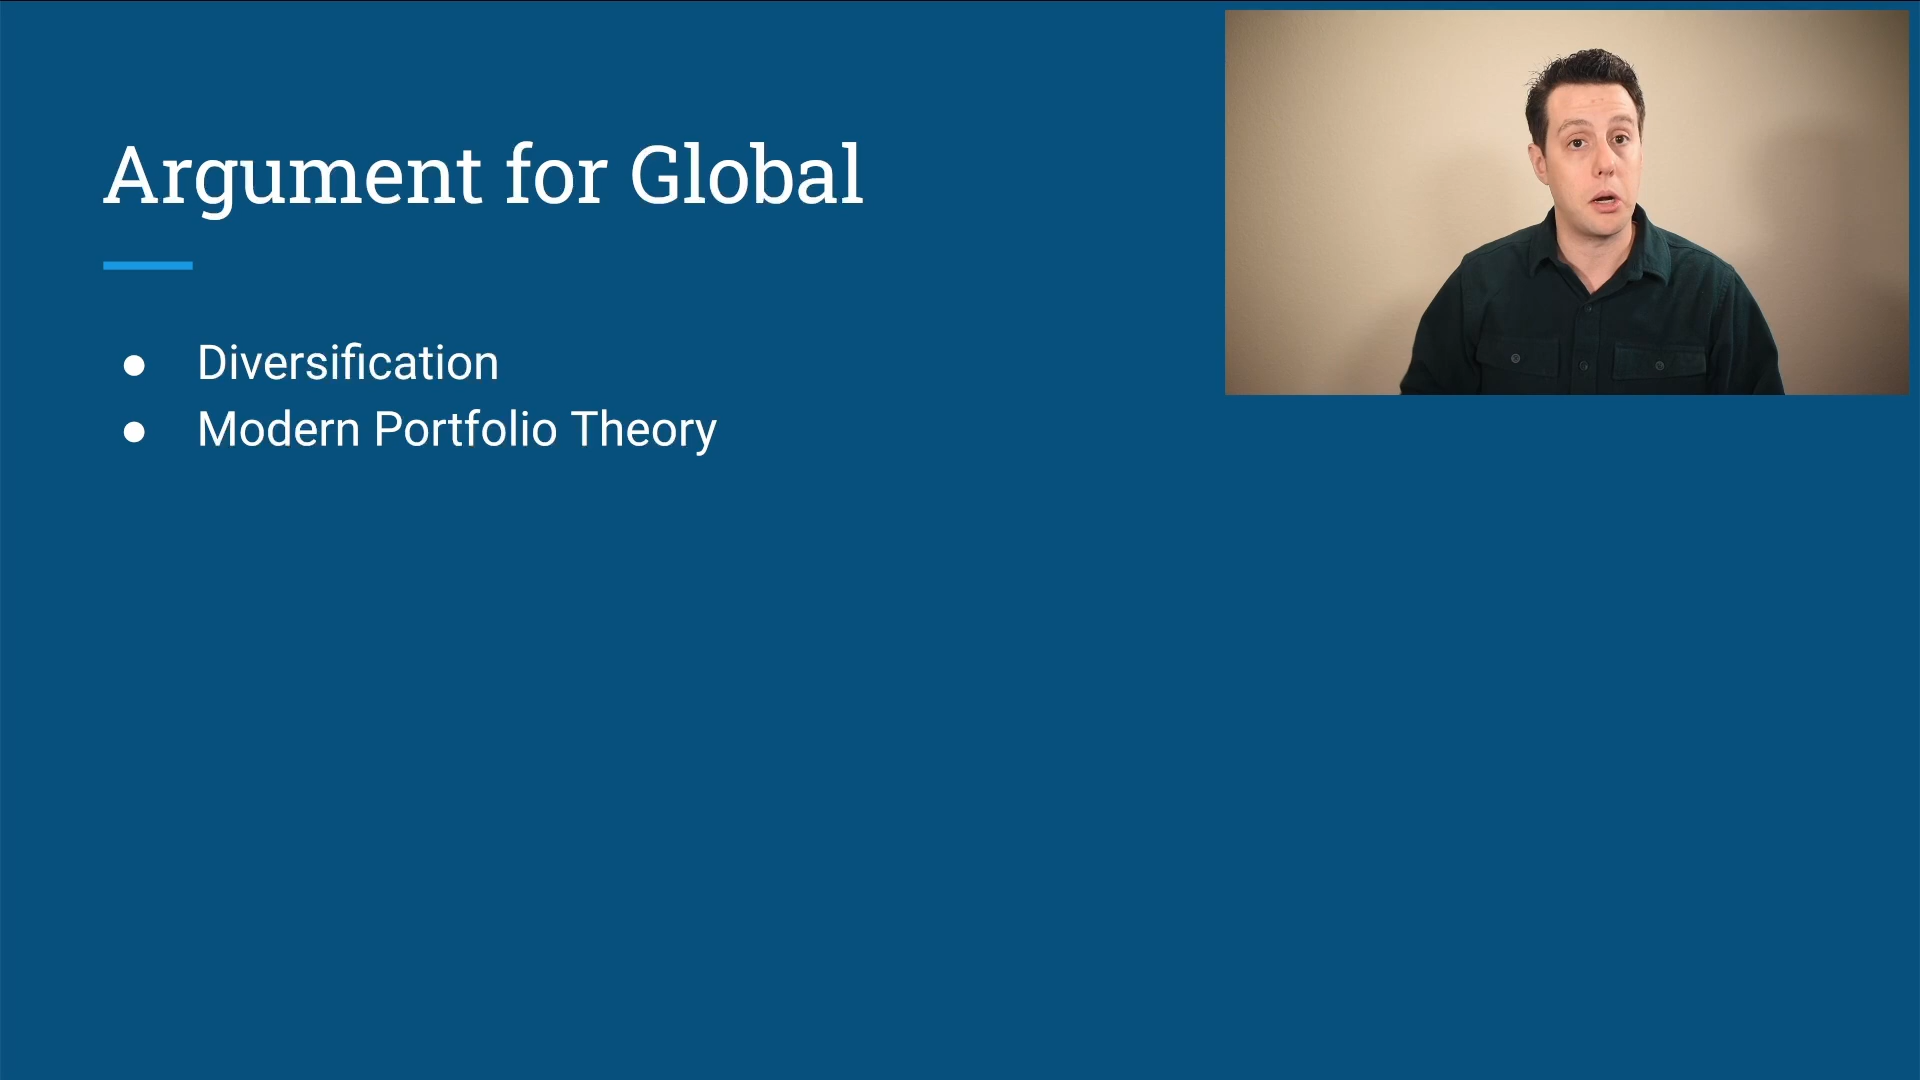 Argument for Global
● Diversification
● Modern Portfolio Theory